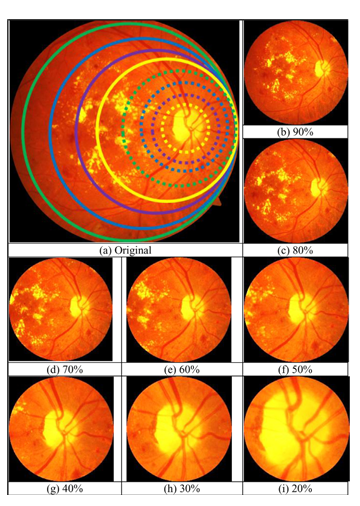 (b) 90%
(a) Original
(c) 80%
(d) 70%
(e) 60%
(f) 50%
(g) 40%
(h) 30%
(i) 20%